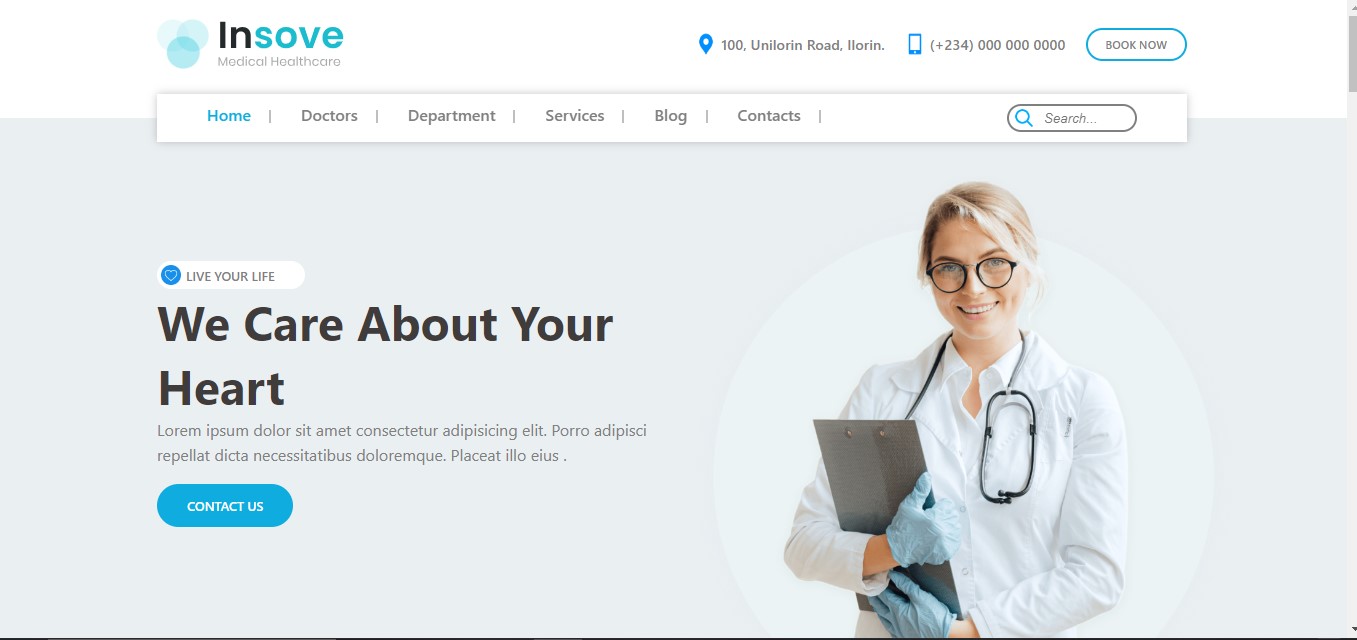 Insove
Medical Healthcare
100, Unilorin Road, Ilorin.
(+234) 000 000 0000
BOOK NOW
Home | Doctors | Department | Services | Blog | Contacts |
Search...
LIVE YOUR LIFE
We Care About Your
Heart
Lorem ipsum dolor sit amet consectetur adipisicing elit. Porro adipisci
repellat dicta necessitatibus doloremque. Placeat illo eius .
CONTACT US